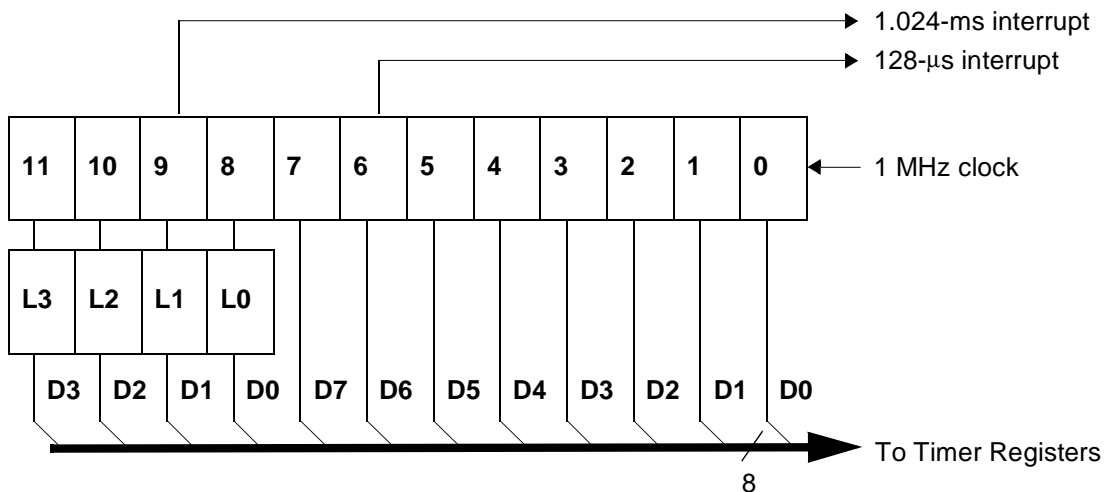 1.024-ms interrupt
128-μs interrupt
11 10 9 8 7 6 5 4 3 2 1 0
1 MHz clock
L3 L2 L1 L0
D3 D2 D1 D0 D7 D6 D5 D4 D3 D2 D1 D0
To Timer Registers
8